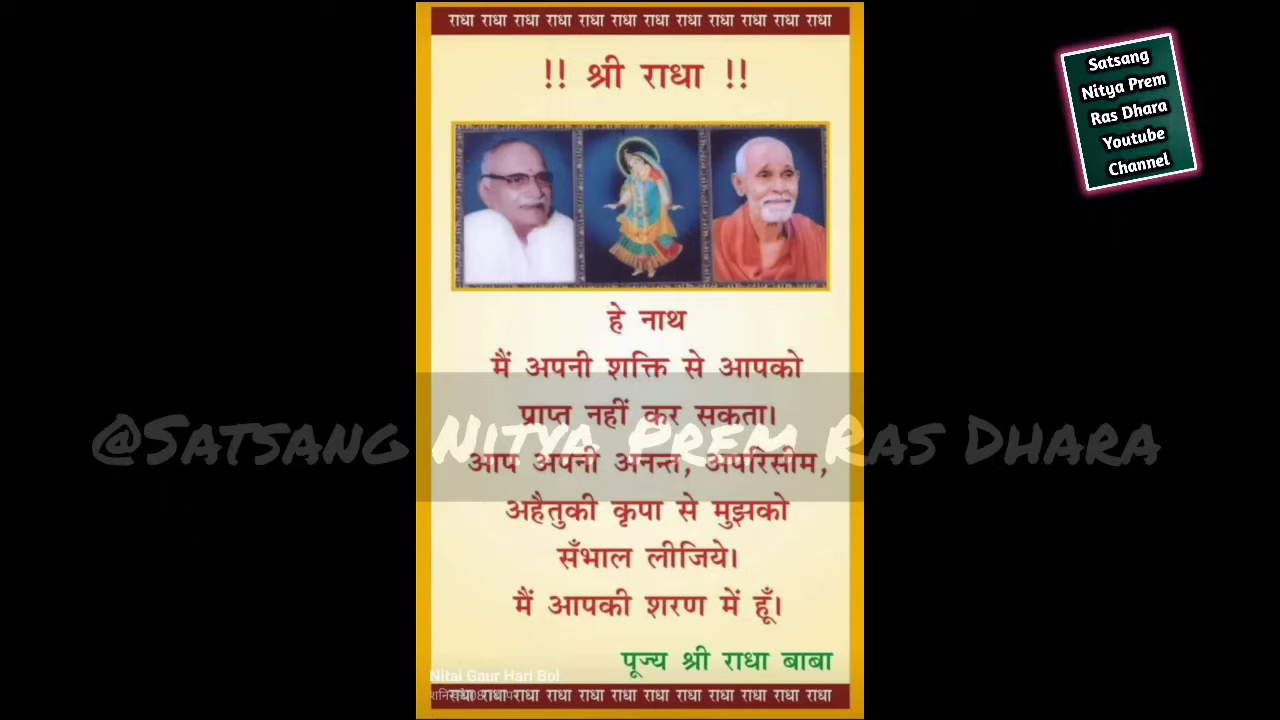 राधा राधा राधा राधा राधा राधा राधा राधा राधा राधा राधा राधा
!! श्री राधा !!
Satsang
Nitya Prem
Ras Dhara
Youtube
Channel
हे नाथ
मैं अपनी शक्ति से आपको
प्राप्त नहीं कर सकता।
@Satsang Nitya Prem Ras Dhara
आप अपनी अनन्त, अपरिसीम,
अहैतुकी कृपा से मुझको
सँभाल लीजिये।
मैं आपकी शरण में हूँ।
पूज्य श्री राधा बाबा
Nitai Gaur Hari Bol
राधा राधा राधा राधा राधा राधा राधा राधा राधा राधा राधा